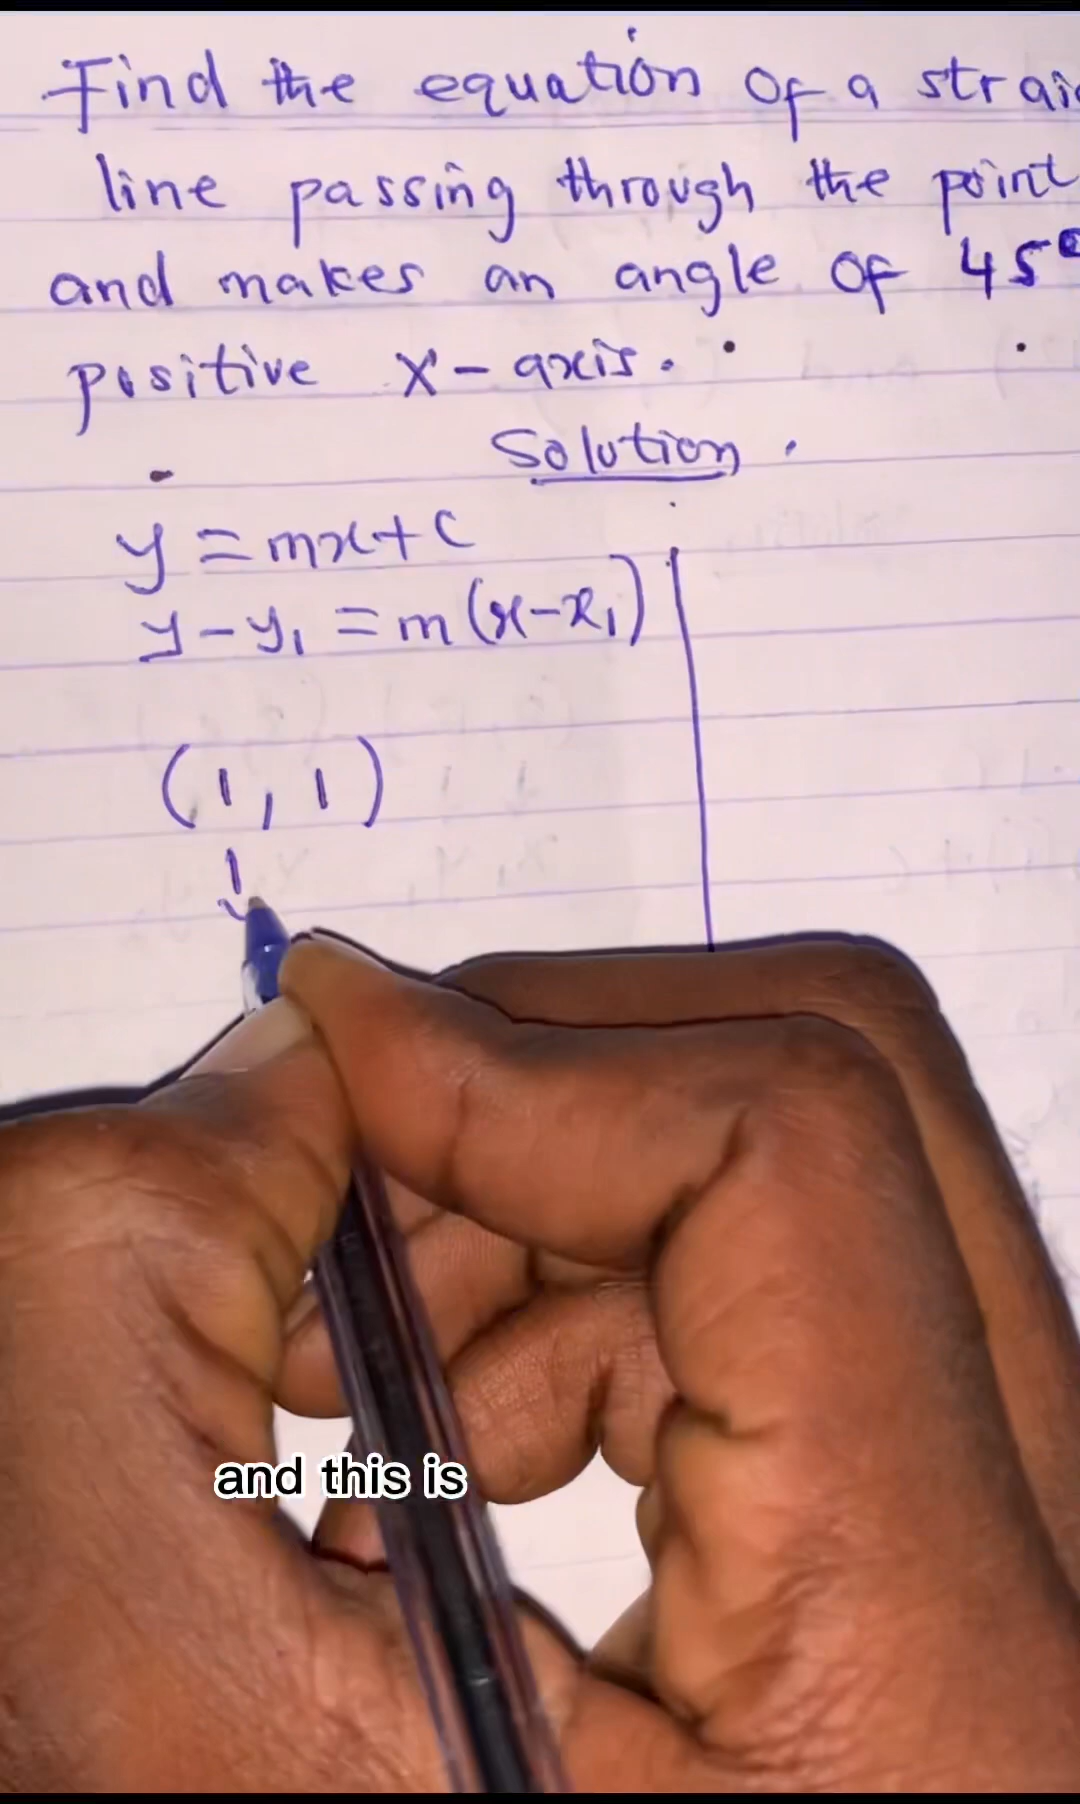 Find the equation of a strai
line passing through the point
and makes an angle of 45°
positive x-axis.
Solution.
y = mx+c
y-y₁ = m(x-x₁)
(1, 1)
and this is